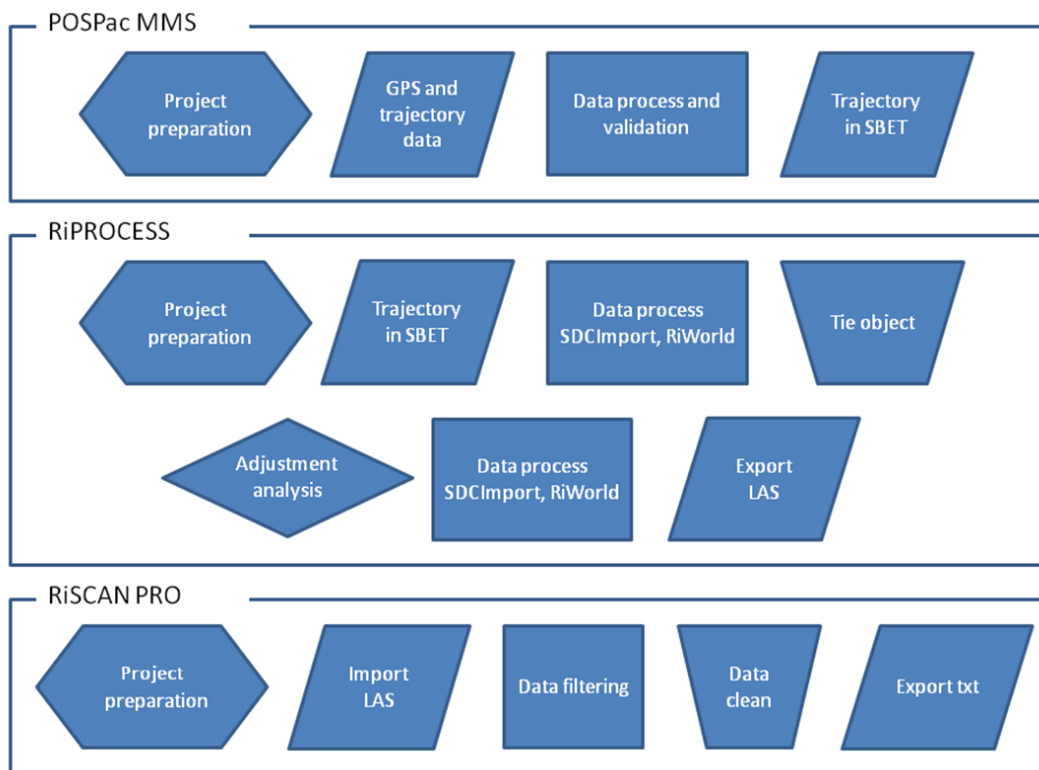 POSPac MMS
Project
preparation
GPS and
trajectory
data
Data process and
validation
Trajectory
in SBET
RiPROCESS
Project
preparation
Trajectory
in SBET
Data process
SDCImport, RiWorld
Tie object
Adjustment
analysis
Data process
SDCImport, RiWorld
Export
LAS
RiSCAN PRO
Project
preparation
Import
LAS
Data filtering
Data
clean
Export txt